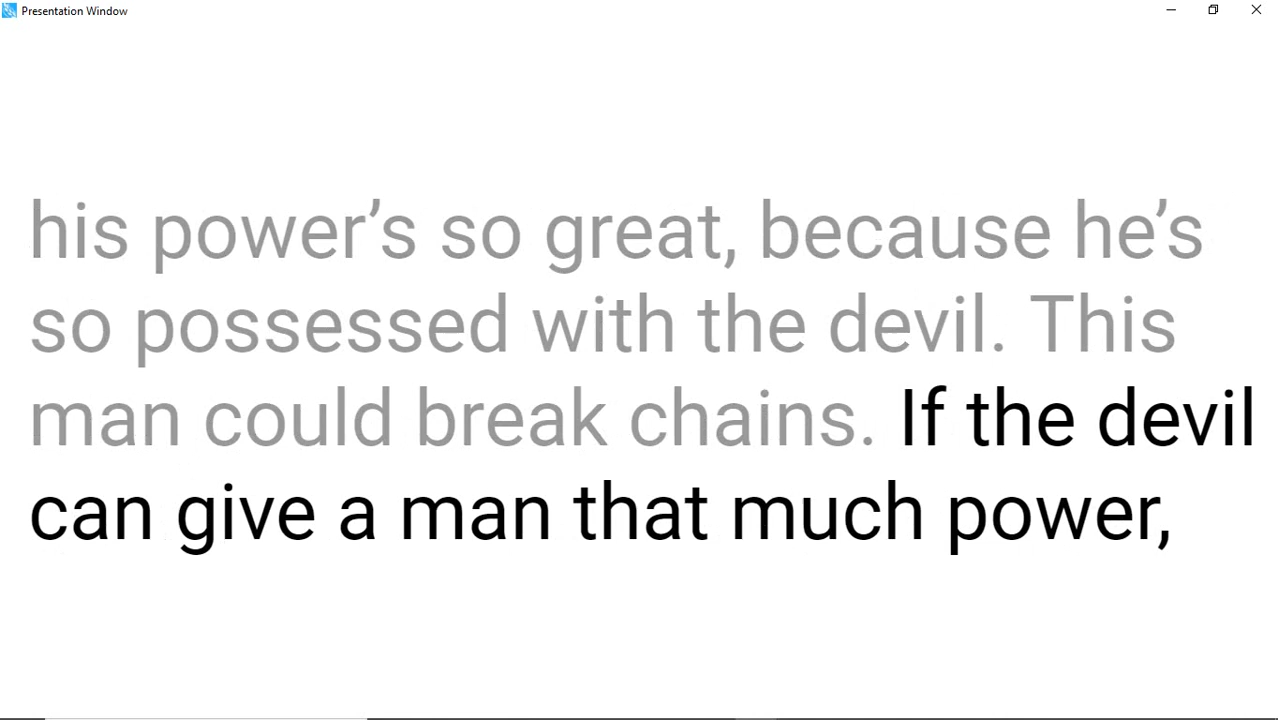 Presentation Window
his power’s so great, because he’s
so possessed with the devil. This
man could break chains. If the devil
can give a man that much power,